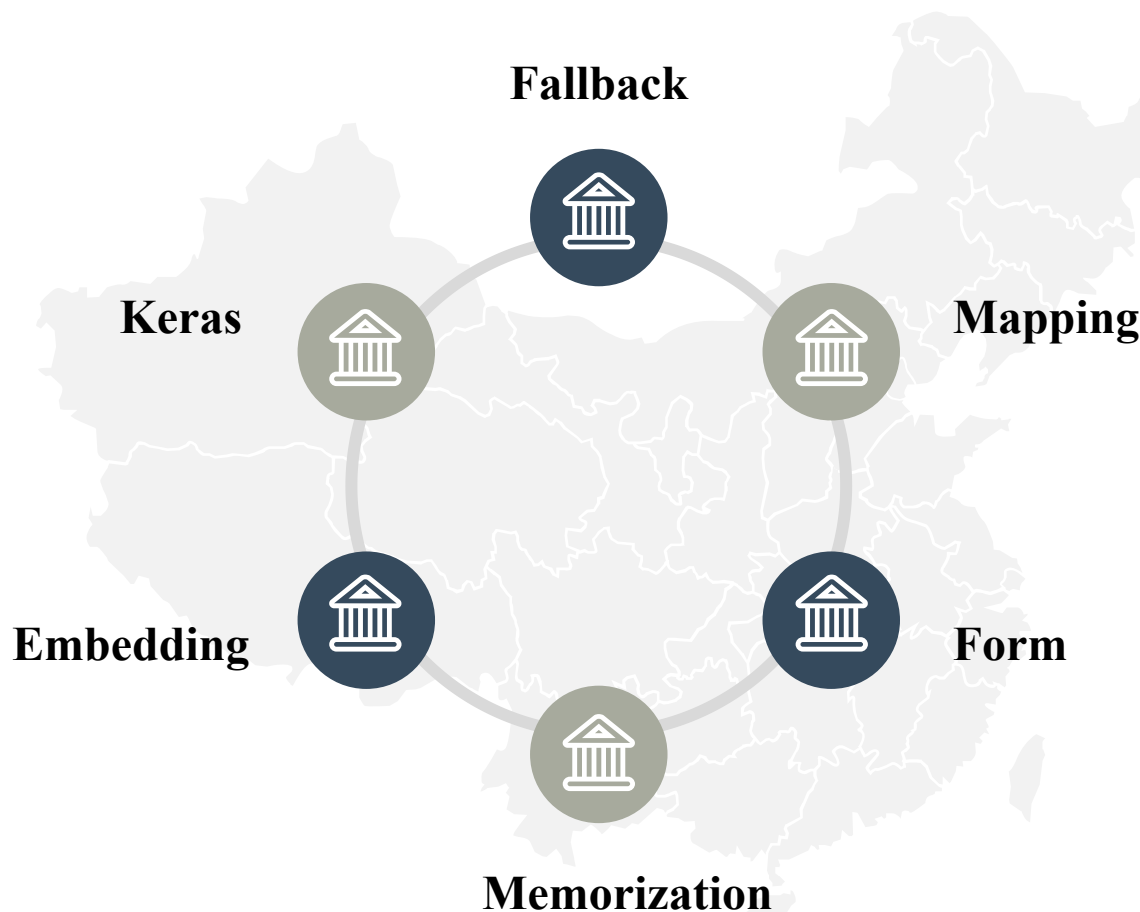 Fallback
Keras
Mapping
Embedding
Form
Memorization